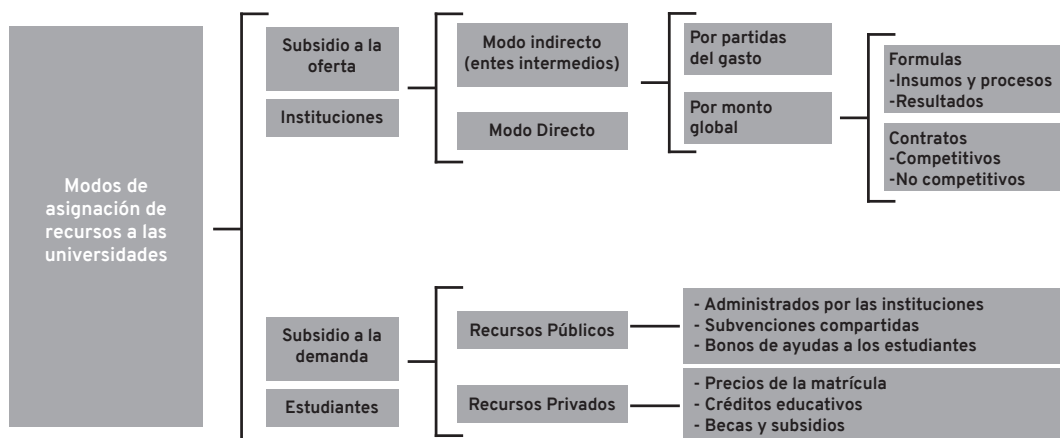 Modos de
asignación de
recursos a las
universidades
Subsidio a la
oferta
Instituciones
Modo indirecto
(entes intermedios)
Modo Directo
Por partidas
del gasto
Por monto
global
Formulas
-Insumos y procesos
-Resultados
Contratos
-Competitivos
-No competitivos
Subsidio a la
demanda
Estudiantes
Recursos Públicos
- Administrados por las instituciones
- Subvenciones compartidas
- Bonos de ayudas a los estudiantes
Recursos Privados
- Precios de la matrícula
- Créditos educativos
- Becas y subsidios